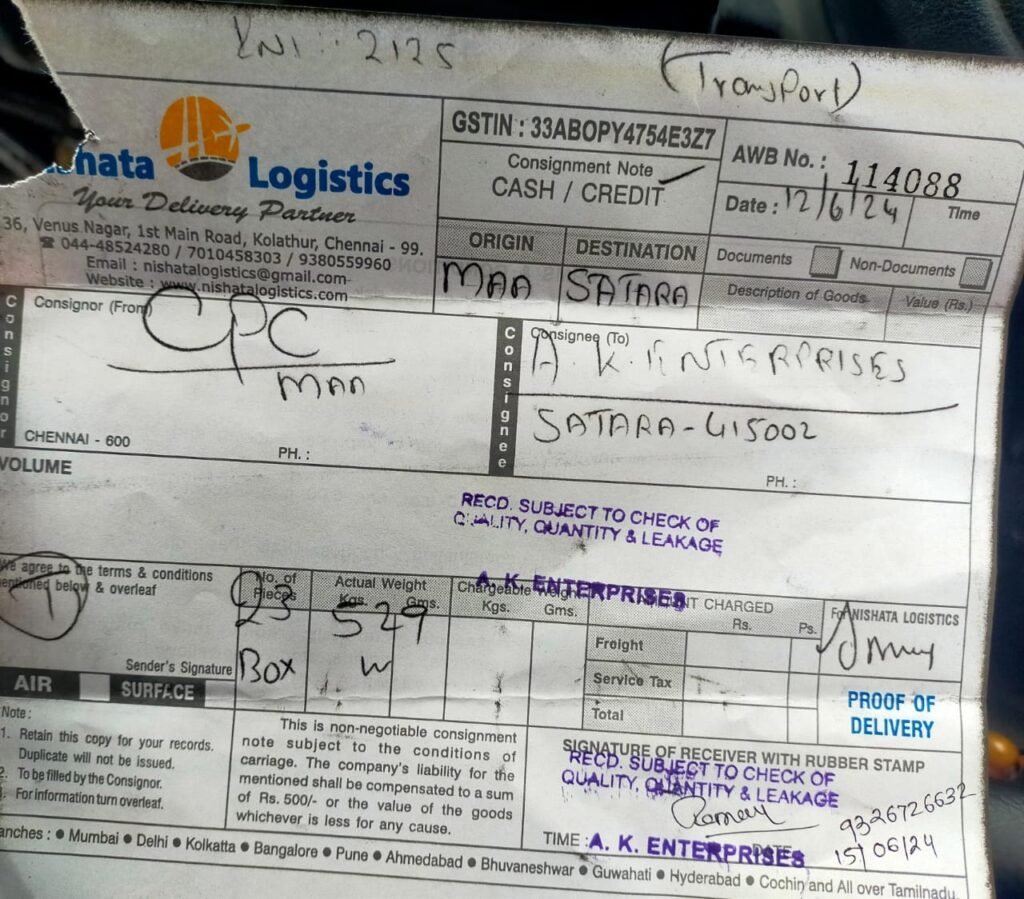 KNI : 2125
(Transport)
shata Logistics
Your Delivery Partner
36, Venus Nagar, 1st Main Road, Kolathur, Chennai - 99.
☎ 044-48524280 / 7010458303 / 9380559960
Email : nishatalogistics@gmail.com
Website : www.nishatalogistics.com
GSTIN : 33ABOPY4754E3Z7
Consignment Note
CASH / CREDIT
AWB No. : 114088
Date : 12/6/24
Time
ORIGIN
DESTINATION
MAA
SATARA
Documents
Non-Documents
Description of Goods
Value (Rs.)
Consignor
Consignor (From)
CPC
MAA
CHENNAI - 600
PH. :
Consignee
Consignee (To)
A. K. ENTERPRISES
SATARA - 415002
PH. :
VOLUME
RECD. SUBJECT TO CHECK OF
QUALITY, QUANTITY & LEAKAGE
A. K. ENTERPRISES
We agree to the terms & conditions
mentioned below & overleaf
1
Sender's Signature
AIR
SURFACE
No. of
Pieces
23
Box
Actual Weight
Kgs. Gms.
529
W
Chargeable Weight
Kgs. Gms.
CHARGED
Rs. Ps.
Freight
Service Tax
Total
For NISHATA LOGISTICS
PROOF OF
DELIVERY
Note :
1. Retain this copy for your records.
Duplicate will not be issued.
2. To be filled by the Consignor.
3. For information turn overleaf.
This is non-negotiable consignment
note subject to the conditions of
carriage. The company's liability for the
mentioned shall be compensated to a sum
of Rs. 500/- or the value of the goods
whichever is less for any cause.
SIGNATURE OF RECEIVER WITH RUBBER STAMP
RECD. SUBJECT TO CHECK OF
QUALITY, QUANTITY & LEAKAGE
9326726632
TIME : A. K. ENTERPRISES
DATE
15/06/24
anches : ● Mumbai ● Delhi ● Kolkatta ● Bangalore ● Pune ● Ahmedabad ● Bhuvaneshwar ● Guwahati ● Hyderabad ● Cochin and All over Tamilnadu.